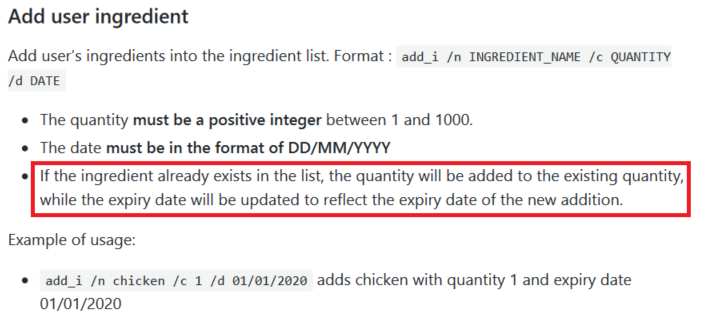 Add user ingredient
Add user’s ingredients into the ingredient list. Format : add_i /n INGREDIENT_NAME /c QUANTITY
/d DATE
The quantity must be a positive integer between 1 and 1000.
The date must be in the format of DD/MM/YYYY
If the ingredient already exists in the list, the quantity will be added to the existing quantity,
while the expiry date will be updated to reflect the expiry date of the new addition.
Example of usage:
add_i /n chicken /c 1 /d 01/01/2020 adds chicken with quantity 1 and expiry date
01/01/2020